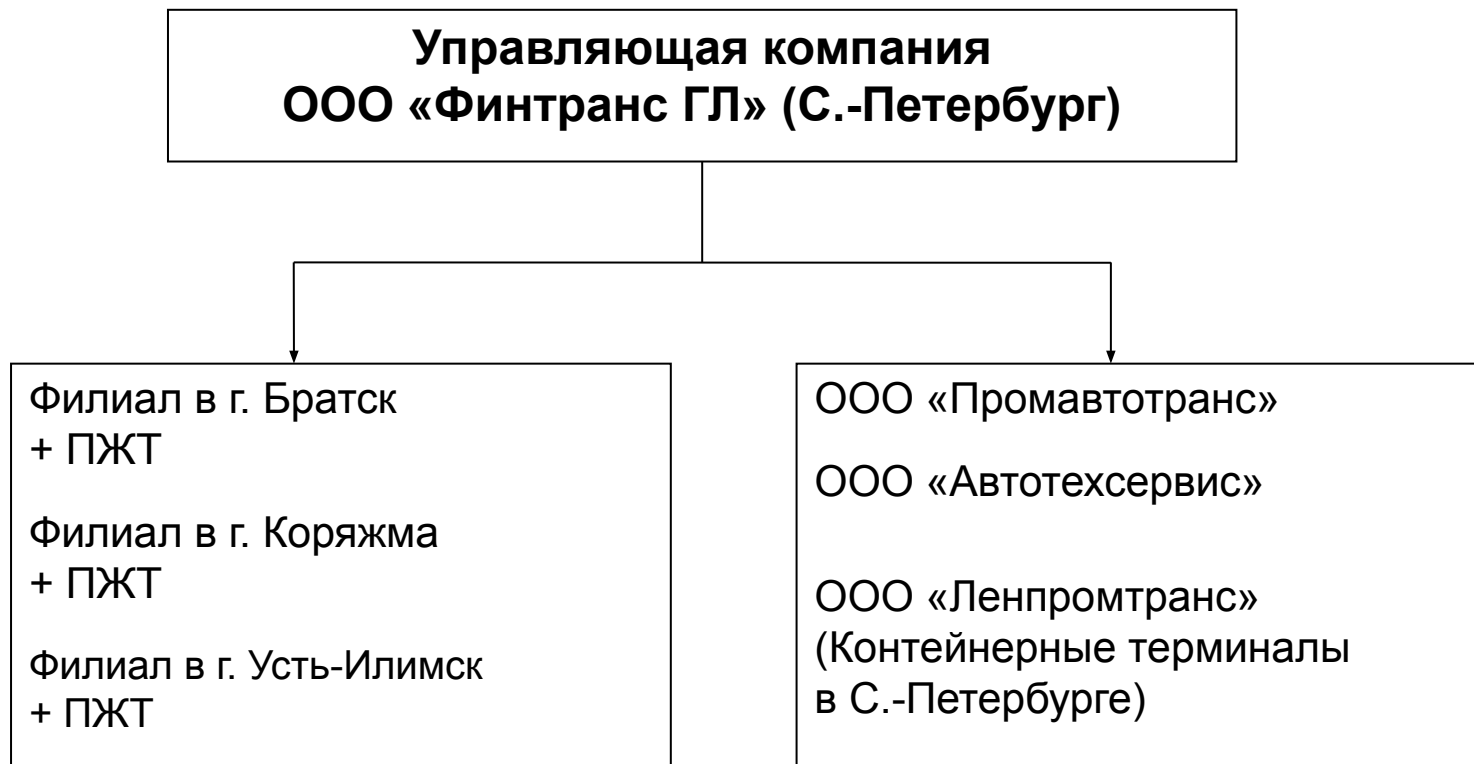 Управляющая компания
ООО «Финтранс ГЛ» (С.-Петербург)
Филиал в г. Братск
+ ПЖТ
Филиал в г. Коряжма
+ ПЖТ
Филиал в г. Усть-Илимск
+ ПЖТ
ООО «Промавтотранс»
ООО «Автотехсервис»
ООО «Ленпромтранс»
(Контейнерные терминалы
в С.-Петербурге)